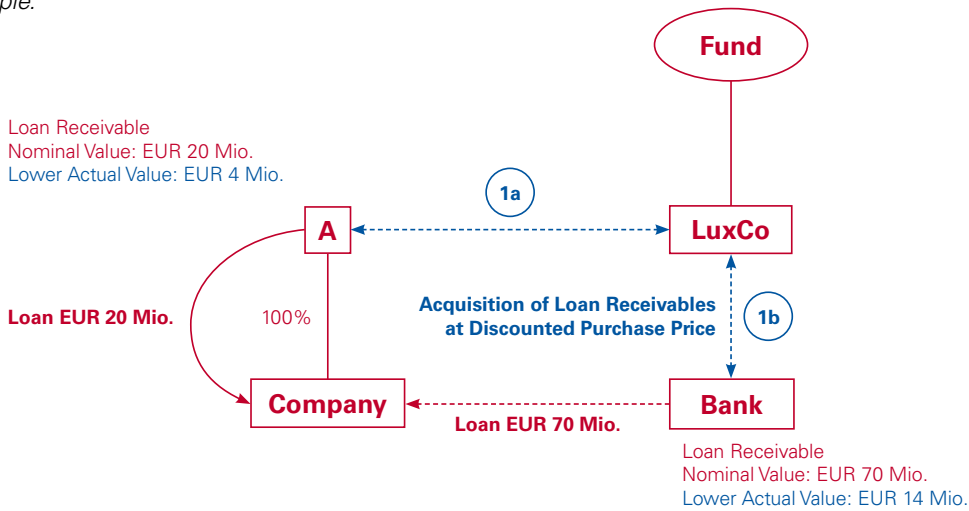 ple.
Fund
Loan Receivable
Nominal Value: EUR 20 Mio.
Lower Actual Value: EUR 4 Mio.
1a
A
LuxCo
Loan EUR 20 Mio.
100%
Acquisition of Loan Receivables
at Discounted Purchase Price
1b
Company
Bank
Loan EUR 70 Mio.
Loan Receivable
Nominal Value: EUR 70 Mio.
Lower Actual Value: EUR 14 Mio.